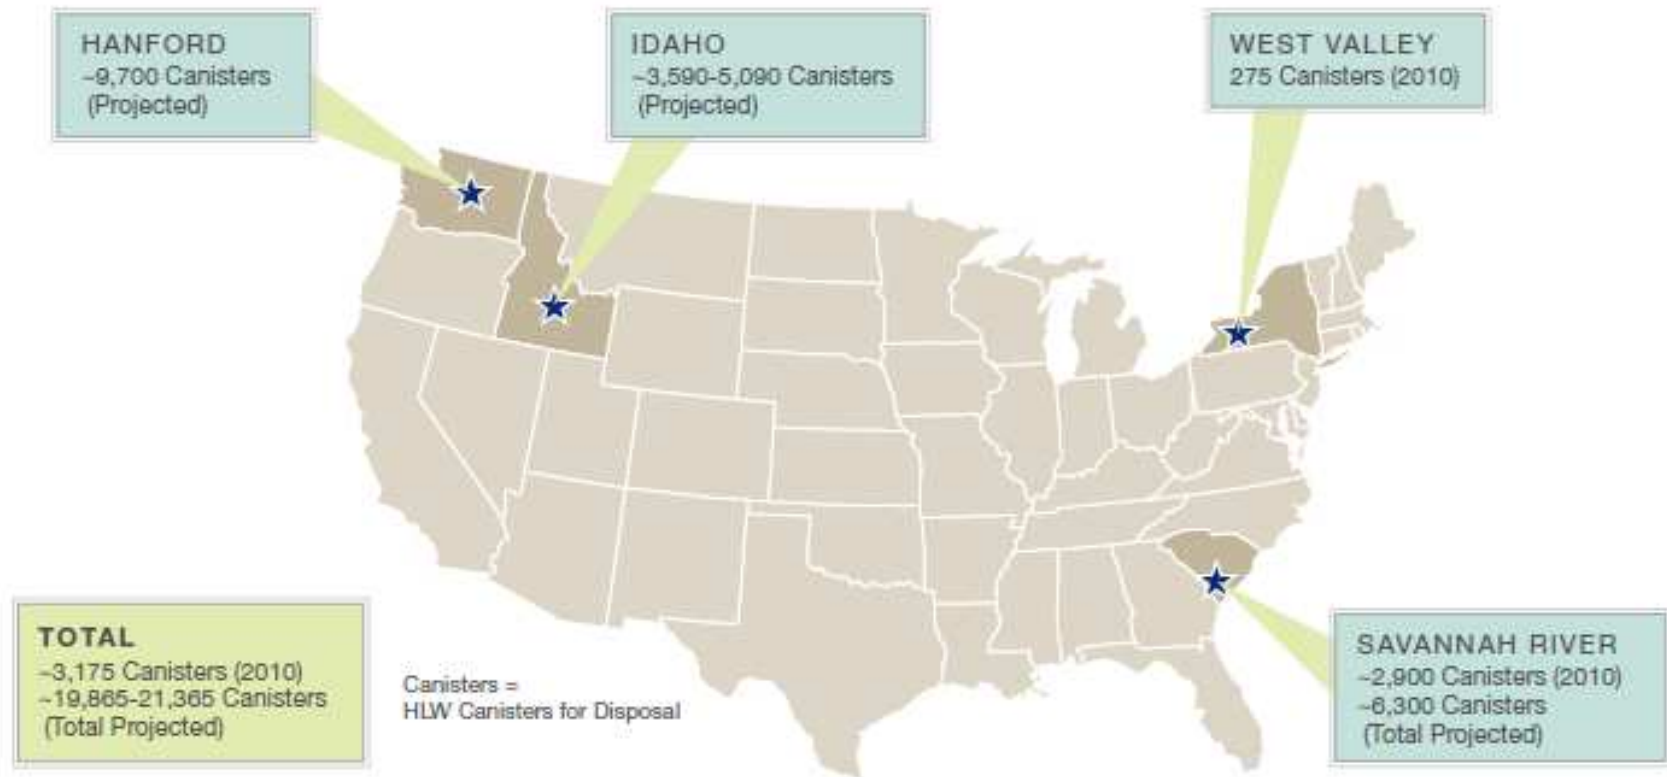 HANFORD
~9,700 Canisters
(Projected)
IDAHO
~3,590-5,090 Canisters
(Projected)
WEST VALLEY
275 Canisters (2010)
TOTAL
~3,175 Canisters (2010)
~19,865-21,365 Canisters
(Total Projected)
Canisters =
HLW Canisters for Disposal
SAVANNAH RIVER
~2,900 Canisters (2010)
~6,300 Canisters
(Total Projected)